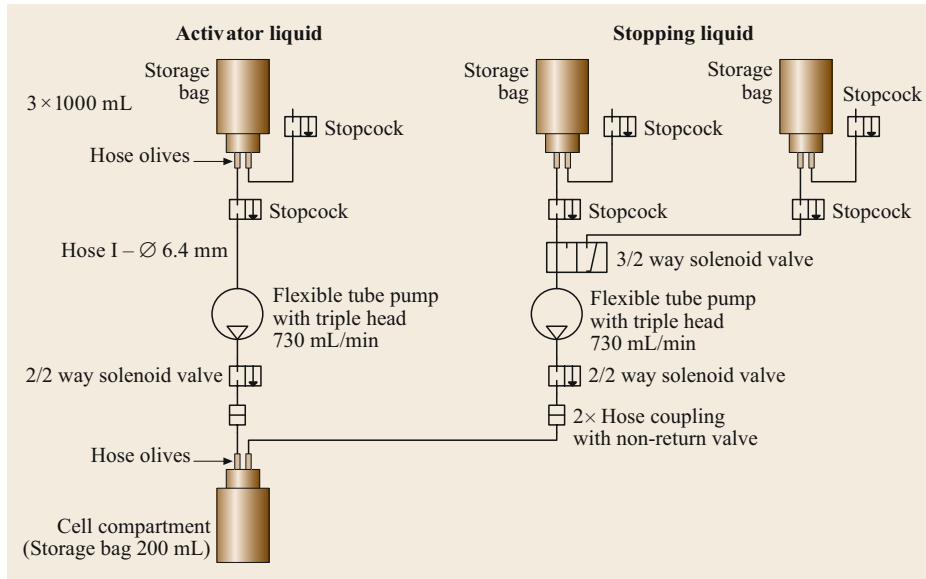 Activator liquid
Stopping liquid
Storage
bag
Storage
bag
Storage
bag
3 × 1000 mL
Stopcock
Stopcock
Stopcock
Hose olives
Stopcock
Stopcock
Stopcock
Hose I – ∅ 6.4 mm
3/2 way solenoid valve
Flexible tube pump
with triple head
730 mL/min
Flexible tube pump
with triple head
730 mL/min
2/2 way solenoid valve
2/2 way solenoid valve
2× Hose coupling
with non-return valve
Hose olives
Cell compartment
(Storage bag 200 mL)